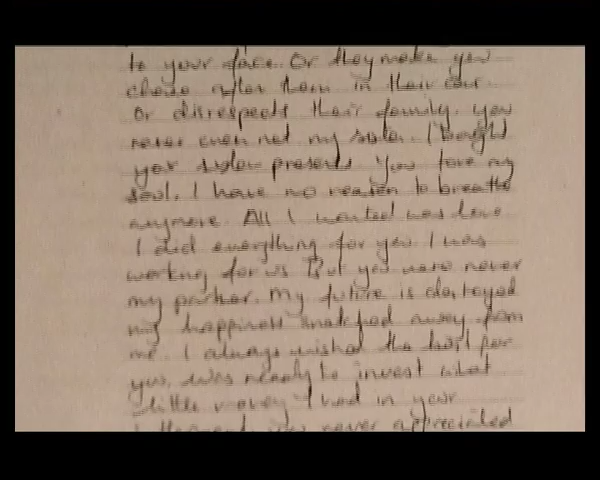 to your face. Or they make you
chase after them in their car
or disrespects their family. you
never even met my sister. I bought
your sister presents. You tore my
soul. I have no reason to breathe
anymore. All I wanted was love
I did everything for you I was
working for us But you were never
my partner. My future is destroyed
my happiness snatched away from
me. I always wished the best for
you, was ready to invest what
little money I had in your
you never appreciated